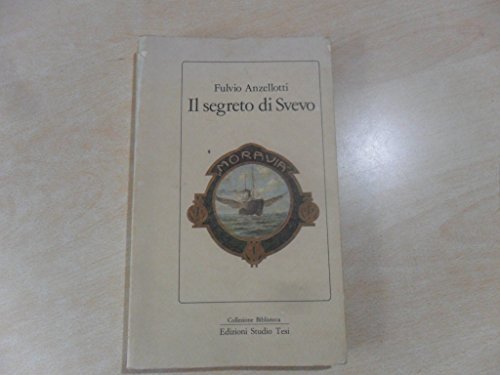 Fulvio Anzellotti
Il segreto di Svevo
"MORAVIA"
Collezione Biblioteca
Edizioni Studio Tesi